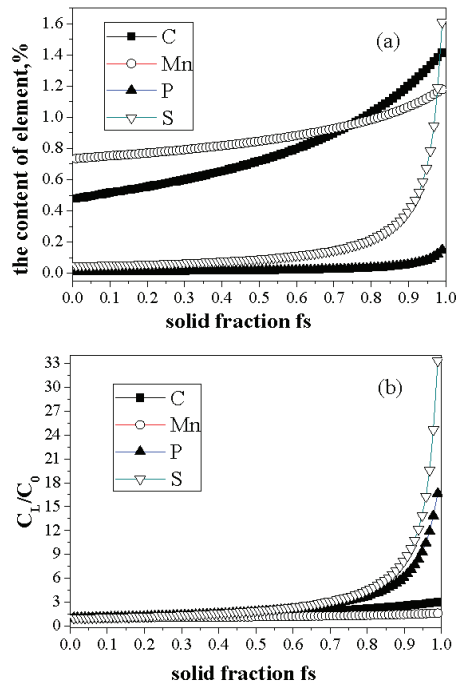 1.6
1.4
1.2
1.0
0.8
0.6
0.4
0.2
0.0
the content of element,%
C
Mn
P
S
(a)
0.0 0.1 0.2 0.3 0.4 0.5 0.6 0.7 0.8 0.9 1.0
solid fraction fs
33
30
27
24
21
18
15
12
9
6
3
0
C_L/C_0
C
Mn
P
S
(b)
0.0 0.1 0.2 0.3 0.4 0.5 0.6 0.7 0.8 0.9 1.0
solid fraction fs